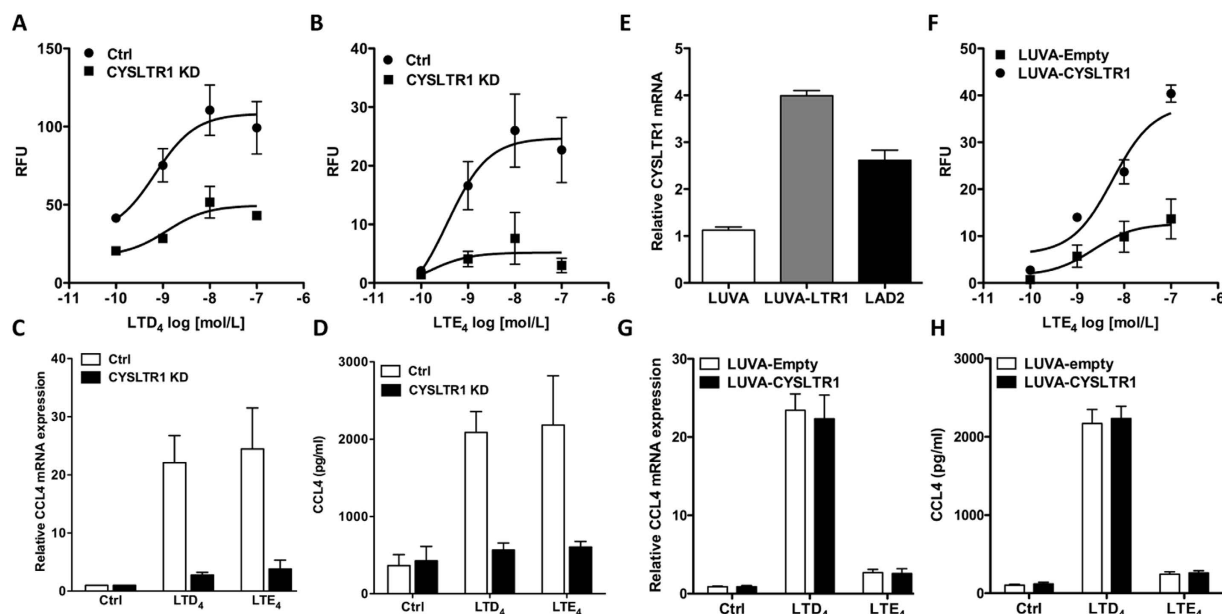 A
Ctrl
CYSLTR1 KD
RFU
150
100
50
0
-11 -10 -9 -8 -7 -6
LTD4 log [mol/L]
B
Ctrl
CYSLTR1 KD
RFU
40
30
20
10
0
-11 -10 -9 -8 -7 -6
LTE4 log [mol/L]
E
Relative CYSLTR1 mRNA
5
4
3
2
1
0
LUVA LUVA-LTR1 LAD2
F
LUVA-Empty
LUVA-CYSLTR1
RFU
50
40
30
20
10
0
-11 -10 -9 -8 -7 -6
LTE4 log [mol/L]
C
Ctrl
CYSLTR1 KD
Relative CCL4 mRNA expression
40
30
20
10
0
Ctrl LTD4 LTE4
D
Ctrl
CYSLTR1 KD
CCL4 (pg/ml)
3000
2000
1000
0
Ctrl LTD4 LTE4
G
LUVA-Empty
LUVA-CYSLTR1
Relative CCL4 mRNA expression
30
20
10
0
Ctrl LTD4 LTE4
H
LUVA-empty
LUVA-CYSLTR1
CCL4 (pg/ml)
3000
2000
1000
0
Ctrl LTD4 LTE4